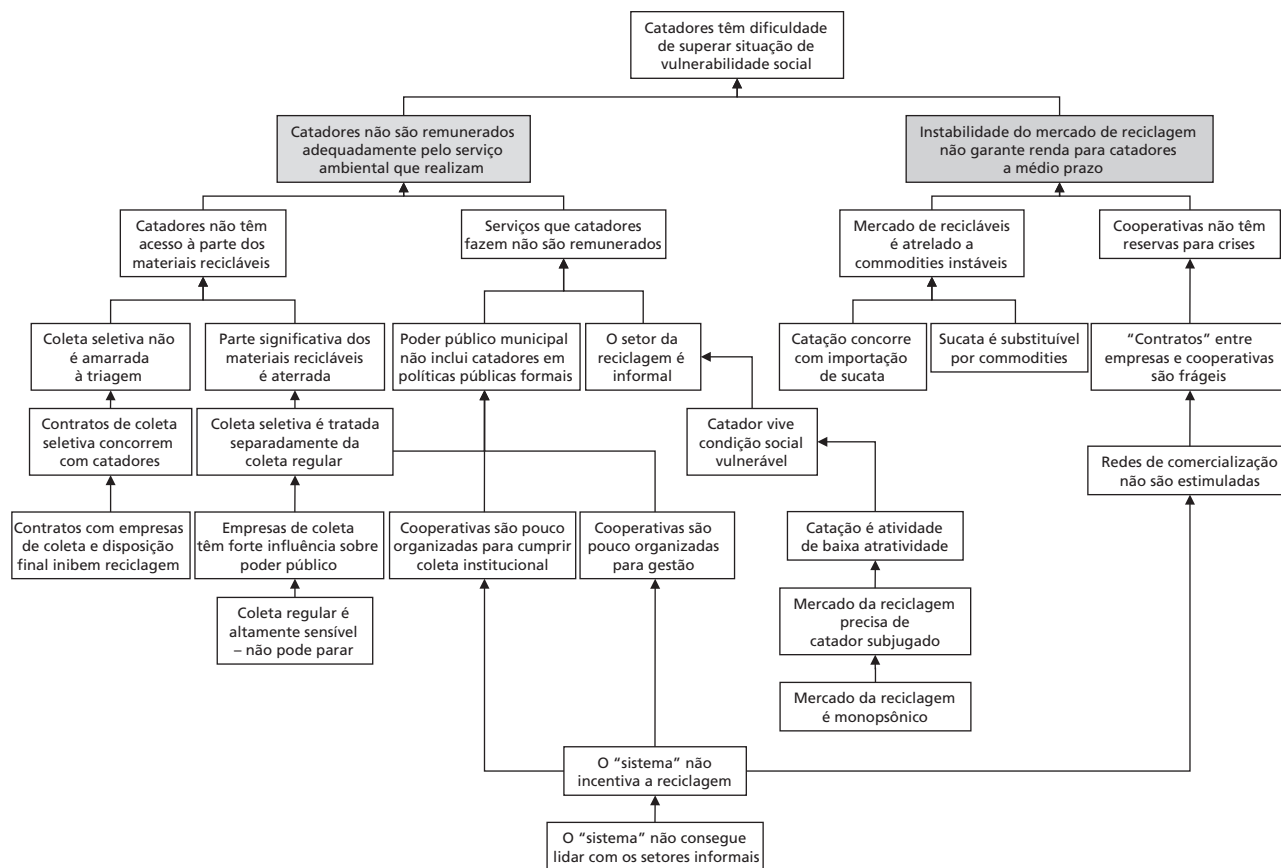 Catadores têm dificuldade
de superar situação de
vulnerabilidade social
Catadores não são remunerados
adequadamente pelo serviço
ambiental que realizam
Instabilidade do mercado de reciclagem
não garante renda para catadores
a médio prazo
Catadores não têm
acesso à parte dos
materiais recicláveis
Serviços que catadores
fazem não são remunerados
Mercado de recicláveis
é atrelado a
commodities instáveis
Cooperativas não têm
reservas para crises
Coleta seletiva não
é amarrada
à triagem
Parte significativa dos
materiais recicláveis
é aterrada
Poder público municipal
não inclui catadores em
políticas públicas formais
O setor da
reciclagem é
informal
Catação concorre
com importação
de sucata
Sucata é substituível
por commodities
“Contratos” entre
empresas e cooperativas
são frágeis
Contratos de coleta
seletiva concorrem
com catadores
Coleta seletiva é tratada
separadamente da
coleta regular
Catador vive
condição social
vulnerável
Redes de comercialização
não são estimuladas
Contratos com empresas
de coleta e disposição
final inibem reciclagem
Empresas de coleta
têm forte influência sobre
poder público
Cooperativas são pouco
organizadas para cumprir
coleta institucional
Cooperativas são
pouco organizadas
para gestão
Catação é atividade
de baixa atratividade
Coleta regular é
altamente sensível
– não pode parar
Mercado da reciclagem
precisa de
catador subjugado
Mercado da reciclagem
é monopsônico
O “sistema” não
incentiva a reciclagem
O “sistema” não consegue
lidar com os setores informais